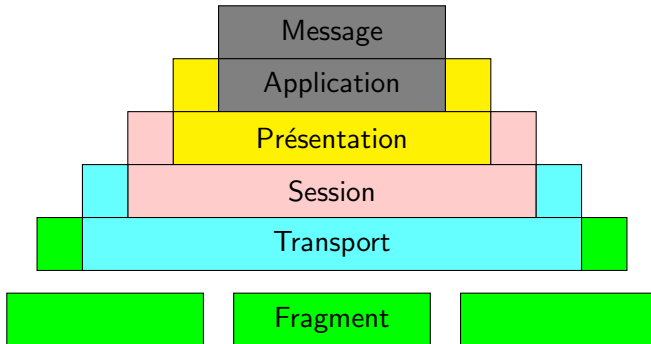 Message
Application
Présentation
Session
Transport
Fragment